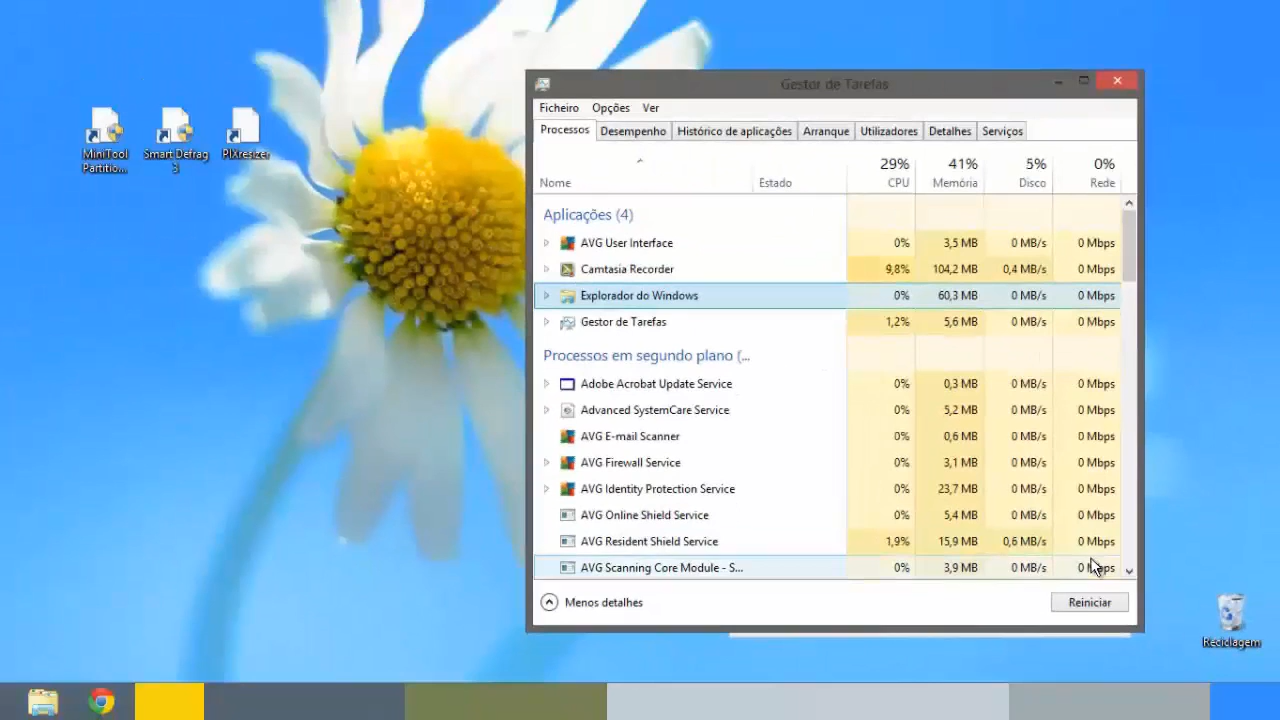 MiniTool
Partitio...
Smart Defrag
3
PIXresizer
Gestor de Tarefas
Ficheiro Opções Ver
Processos Desempenho Histórico de aplicações Arranque Utilizadores Detalhes Serviços
29% 41% 5% 0%
Nome Estado CPU Memória Disco Rede
Aplicações (4)
AVG User Interface 0% 3,5 MB 0 MB/s 0 Mbps
Camtasia Recorder 9,8% 104,2 MB 0,4 MB/s 0 Mbps
Explorador do Windows 0% 60,3 MB 0 MB/s 0 Mbps
Gestor de Tarefas 1,2% 5,6 MB 0 MB/s 0 Mbps
Processos em segundo plano (...
Adobe Acrobat Update Service 0% 0,3 MB 0 MB/s 0 Mbps
Advanced SystemCare Service 0% 5,2 MB 0 MB/s 0 Mbps
AVG E-mail Scanner 0% 0,6 MB 0 MB/s 0 Mbps
AVG Firewall Service 0% 3,1 MB 0 MB/s 0 Mbps
AVG Identity Protection Service 0% 23,7 MB 0 MB/s 0 Mbps
AVG Online Shield Service 0% 5,4 MB 0 MB/s 0 Mbps
AVG Resident Shield Service 1,9% 15,9 MB 0,6 MB/s 0 Mbps
AVG Scanning Core Module - S... 0% 3,9 MB 0 MB/s 0 Mbps
Menos detalhes
Reiniciar
Reciclagem